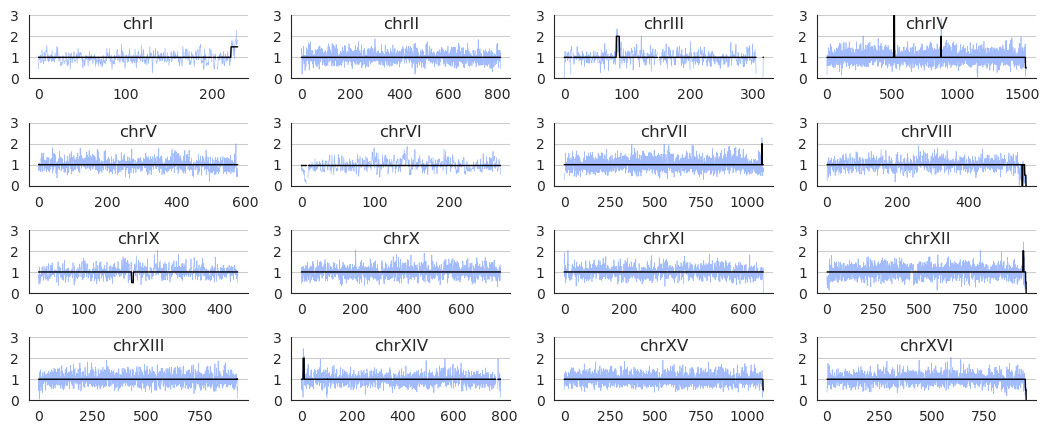 chrI chrII chrIII chrIV
3 3 3 3
2 2 2 2
1 1 1 1
0 0 0 0
0 100 200 0 200 400 600 800 0 100 200 300 0 500 1000 1500
chrV chrVI chrVII chrVIII
3 3 3 3
2 2 2 2
1 1 1 1
0 0 0 0
0 200 400 600 0 100 200 0 250 500 750 1000 0 200 400
chrIX chrX chrXI chrXII
3 3 3 3
2 2 2 2
1 1 1 1
0 0 0 0
0 100 200 300 400 0 200 400 600 0 200 400 600 0 250 500 750 1000
chrXIII chrXIV chrXV chrXVI
3 3 3 3
2 2 2 2
1 1 1 1
0 0 0 0
0 250 500 750 0 200 400 600 800 0 250 500 750 1000 0 250 500 750